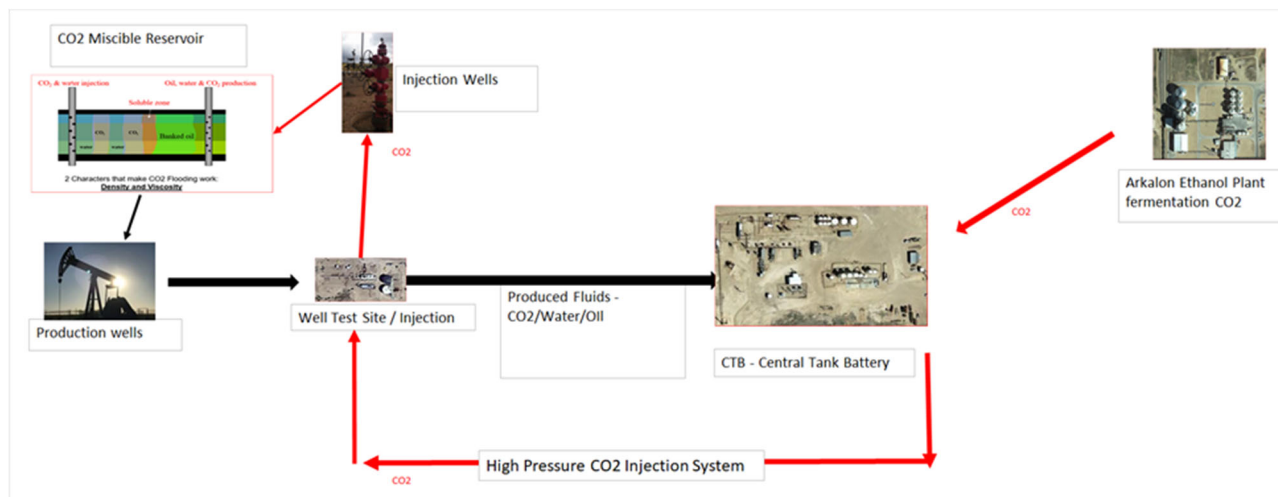 CO2 Miscible Reservoir
CO₂ & water injection
Oil, water & CO₂ production
Soluble zone
CO₂
CO₂
Banked oil
water
water
2 Characters that make CO2 Flooding work:
Density and Viscosity
Injection Wells
CO2
Arkalon Ethanol Plant
fermentation CO2
CO2
Production wells
Well Test Site / Injection
Produced Fluids -
CO2/Water/OIl
CTB - Central Tank Battery
High Pressure CO2 Injection System
CO2